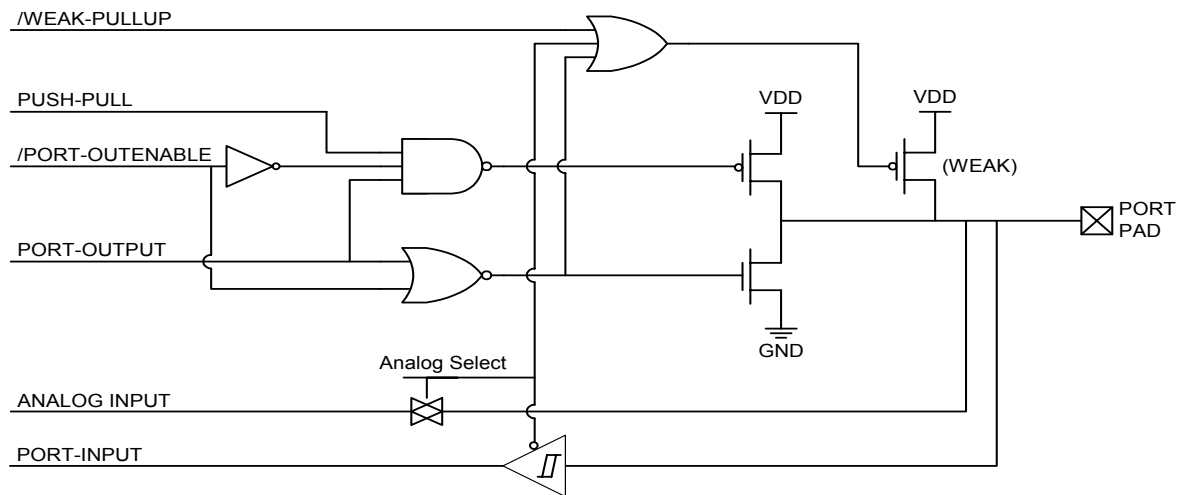 /WEAK-PULLUP
PUSH-PULL
VDD
VDD
/PORT-OUTENABLE
(WEAK)
PORT
PAD
PORT-OUTPUT
GND
Analog Select
ANALOG INPUT
PORT-INPUT